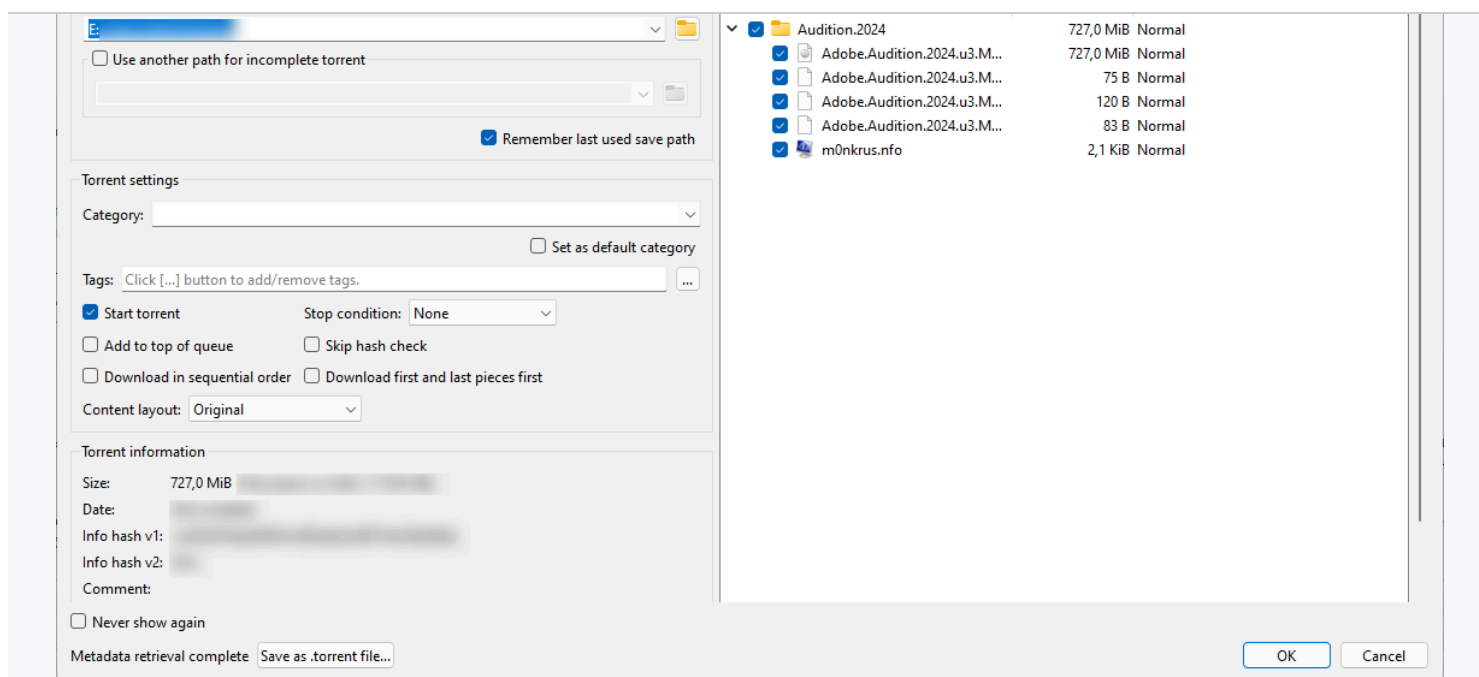 E:
Use another path for incomplete torrent
Remember last used save path
Torrent settings
Category:
Set as default category
Tags: Click [...] button to add/remove tags. ...
Start torrent Stop condition: None
Add to top of queue Skip hash check
Download in sequential order Download first and last pieces first
Content layout: Original
Torrent information
Size: 727,0 MiB
Date:
Info hash v1:
Info hash v2:
Comment:
Never show again
Metadata retrieval complete Save as .torrent file...
Audition.2024 727,0 MiB Normal
Adobe.Audition.2024.u3.M... 727,0 MiB Normal
Adobe.Audition.2024.u3.M... 75 B Normal
Adobe.Audition.2024.u3.M... 120 B Normal
Adobe.Audition.2024.u3.M... 83 B Normal
m0nkrus.nfo 2,1 KiB Normal
OK Cancel